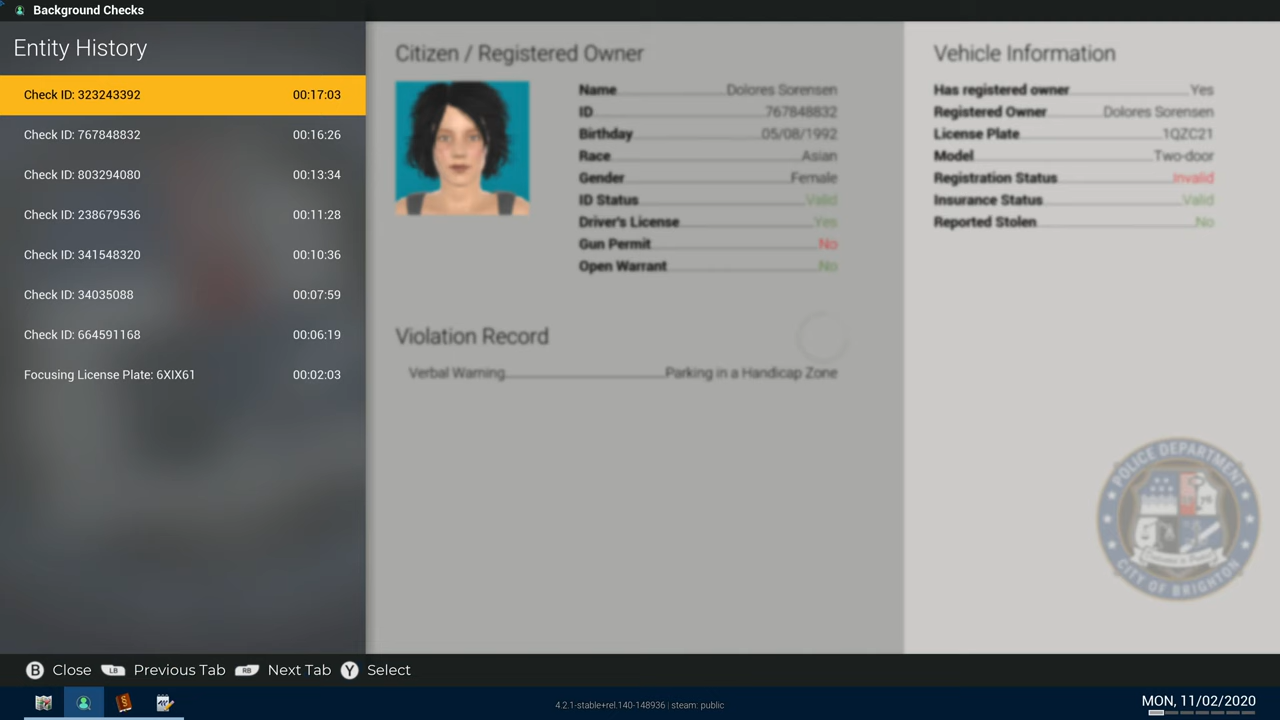 Background Checks
Entity History
Check ID: 323243392 00:17:03
Check ID: 767848832 00:16:26
Check ID: 803294080 00:13:34
Check ID: 238679536 00:11:28
Check ID: 341548320 00:10:36
Check ID: 34035088 00:07:59
Check ID: 664591168 00:06:19
Focusing License Plate: 6XIX61 00:02:03
Citizen / Registered Owner
Name Dolores Sorensen
ID 767848832
Birthday 05/08/1992
Race Asian
Gender Female
ID Status Valid
Driver's License Yes
Gun Permit No
Open Warrant No
Violation Record
Verbal Warning Parking in a Handicap Zone
Vehicle Information
Has registered owner Yes
Registered Owner Dolores Sorensen
License Plate 1QZC21
Model Two-door
Registration Status Invalid
Insurance Status Valid
Reported Stolen No
POLICE DEPARTMENT
CITY OF BRIGHTON
B Close LB Previous Tab RB Next Tab Y Select
4.2.1-stable+rel.140-148936 | steam: public
MON, 11/02/2020